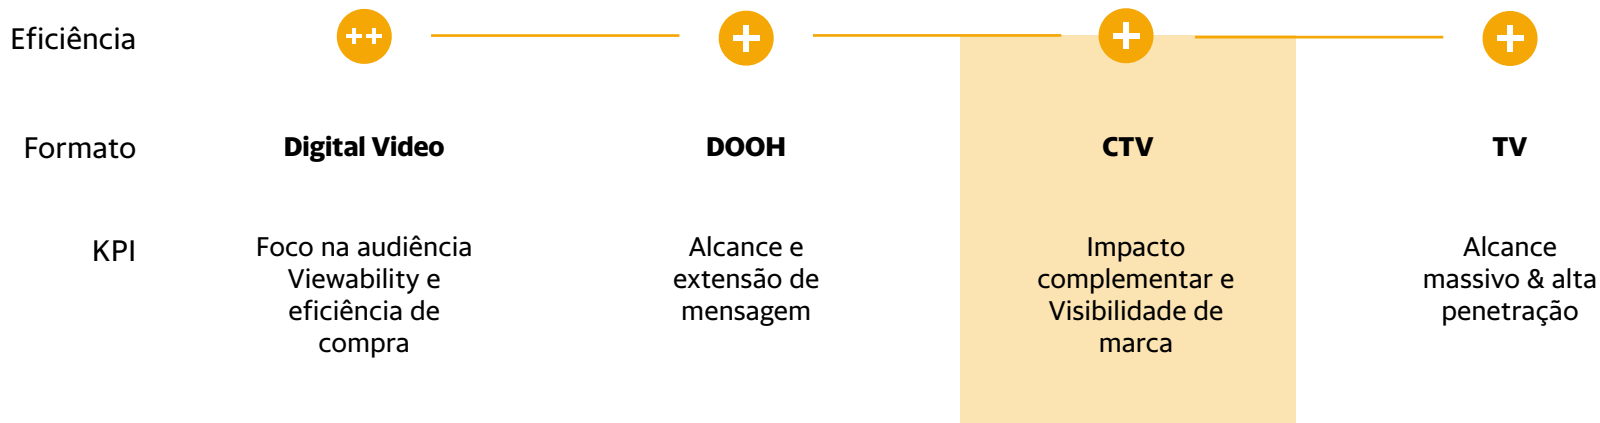 Eficiência ++ + + +
Formato Digital Video DOOH CTV TV
KPI
Foco na audiência
Viewability e
eficiência de
compra
Alcance e
extensão de
mensagem
Impacto
complementar e
Visibilidade de
marca
Alcance
massivo & alta
penetração